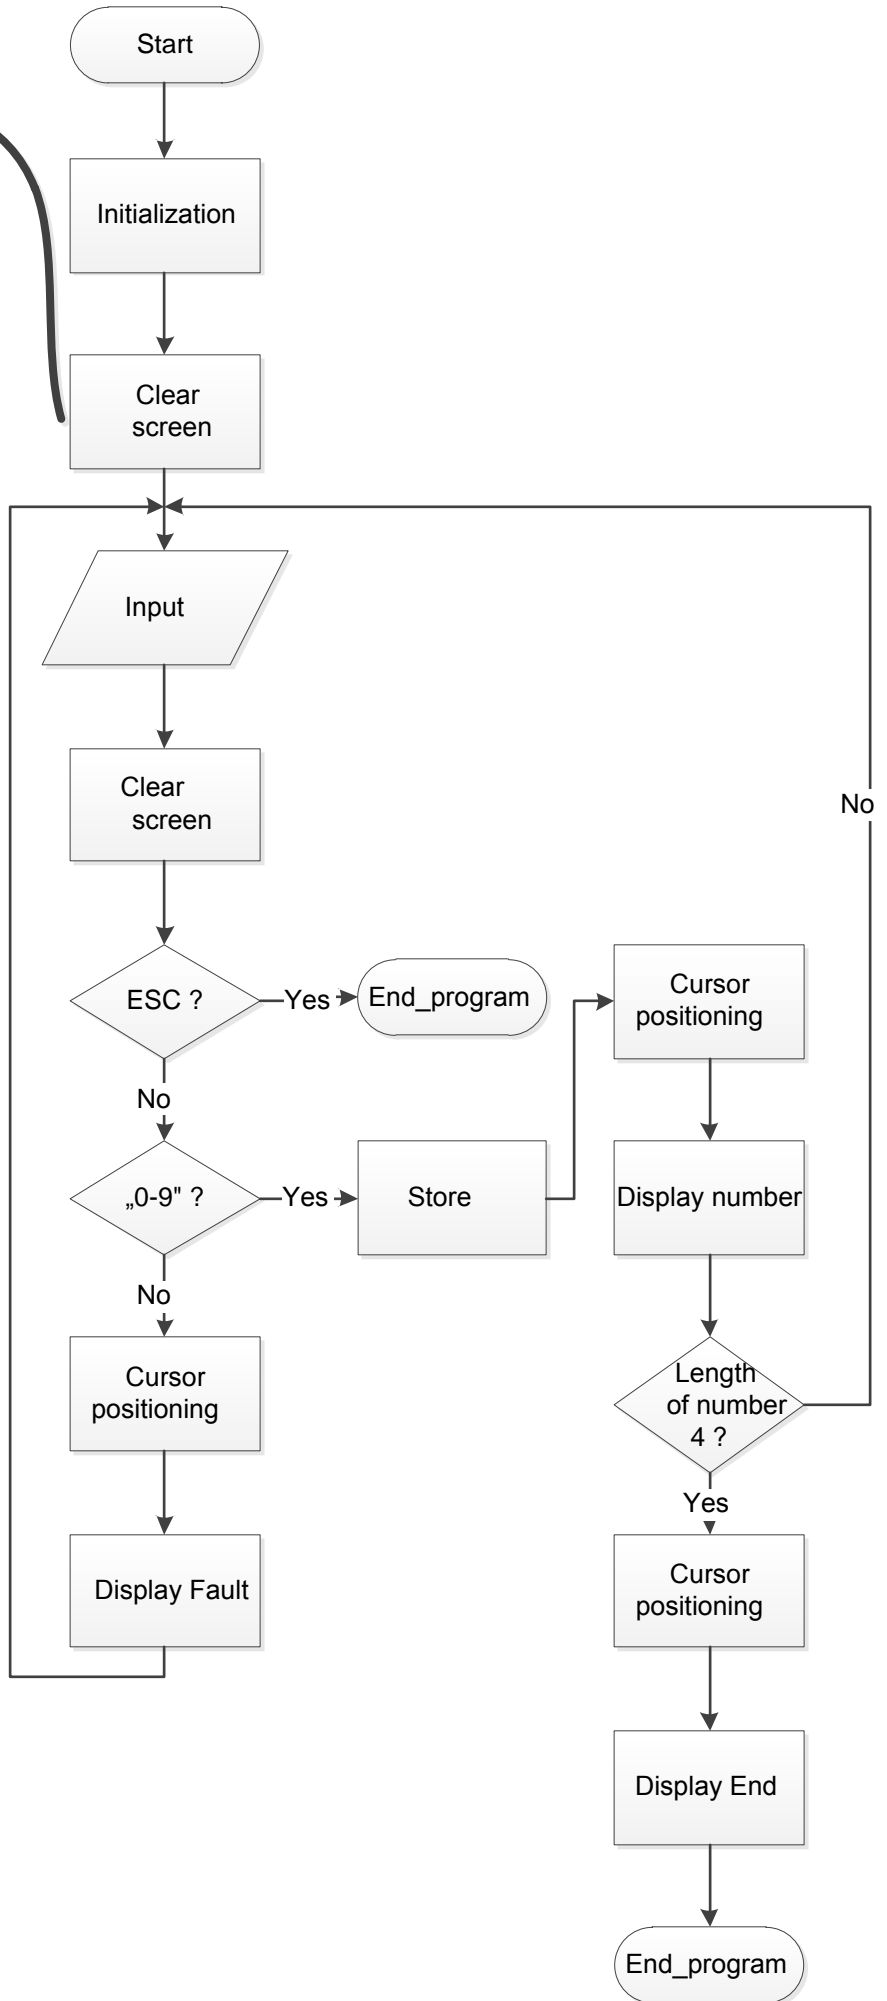 Start
Initialization
Clear
screen
Input
Clear
screen
No
ESC ?
Yes
End_program
Cursor
positioning
No
„0-9" ?
Yes
Store
Display number
No
Cursor
positioning
Length
of number
4 ?
Yes
Display Fault
Cursor
positioning
Display End
End_program